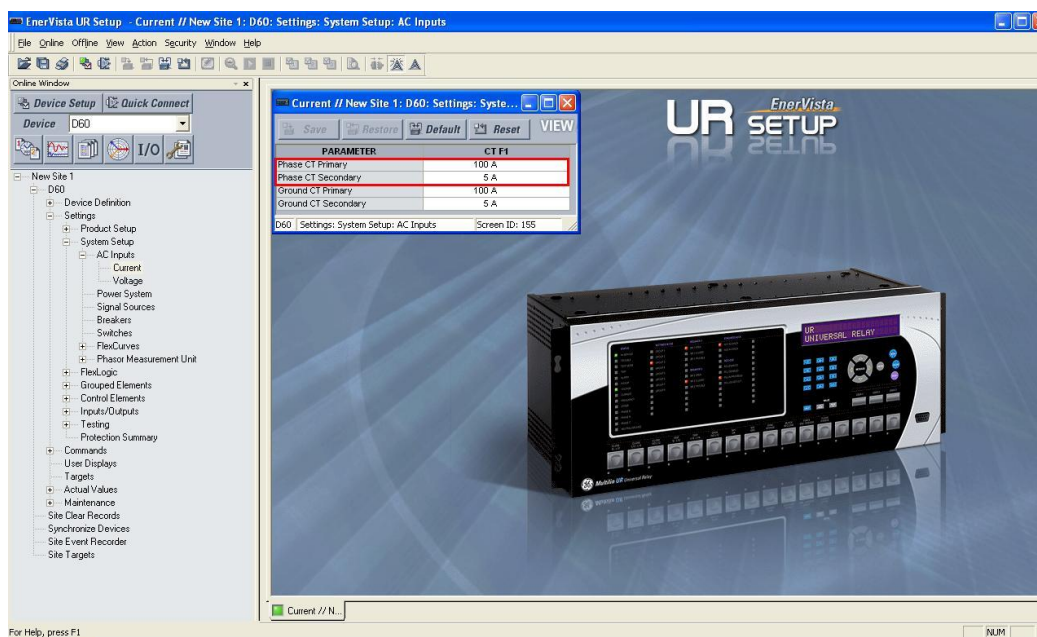 EnerVista UR Setup - Current // New Site 1: D60: Settings: System Setup: AC Inputs
File Online Offline View Action Security Window Help
Online Window
Device Setup Quick Connect
Device D60
I/O
New Site 1
D60
Device Definition
Settings
Product Setup
System Setup
AC Inputs
Current
Voltage
Power System
Signal Sources
Breakers
Switches
FlexCurves
Phasor Measurement Unit
FlexLogic
Grouped Elements
Control Elements
Inputs/Outputs
Testing
Protection Summary
Commands
User Displays
Targets
Actual Values
Maintenance
Site Clear Records
Synchronize Devices
Site Event Recorder
Site Targets
Current // New Site 1: D60: Settings: Syste...
Save Restore Default Reset VIEW
PARAMETER CT F1
Phase CT Primary 100 A
Phase CT Secondary 5 A
Ground CT Primary 100 A
Ground CT Secondary 5 A
D60 Settings: System Setup: AC Inputs Screen ID: 155
EnerVista
UR SETUP
UR
UNIVERSAL RELAY
Multilin UR Universal Relay
Current // N...
For Help, press F1 NUM